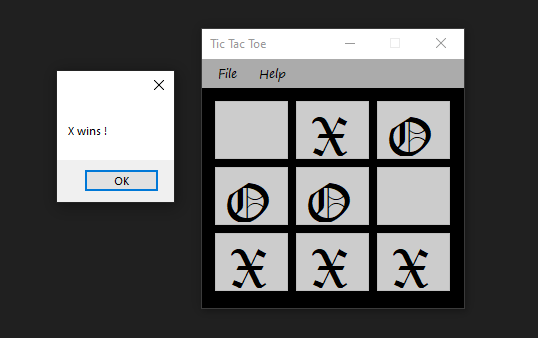 Tic Tac Toe
File Help
X wins !
OK
X O
O O
X X X